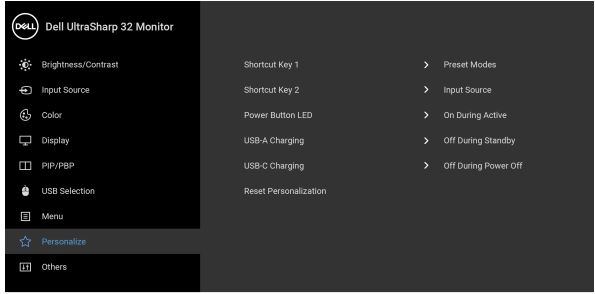 DELL Dell UltraSharp 32 Monitor
Brightness/Contrast
Input Source
Color
Display
PIP/PBP
USB Selection
Menu
Personalize
Others
Shortcut Key 1 > Preset Modes
Shortcut Key 2 > Input Source
Power Button LED > On During Active
USB-A Charging > Off During Standby
USB-C Charging > Off During Power Off
Reset Personalization